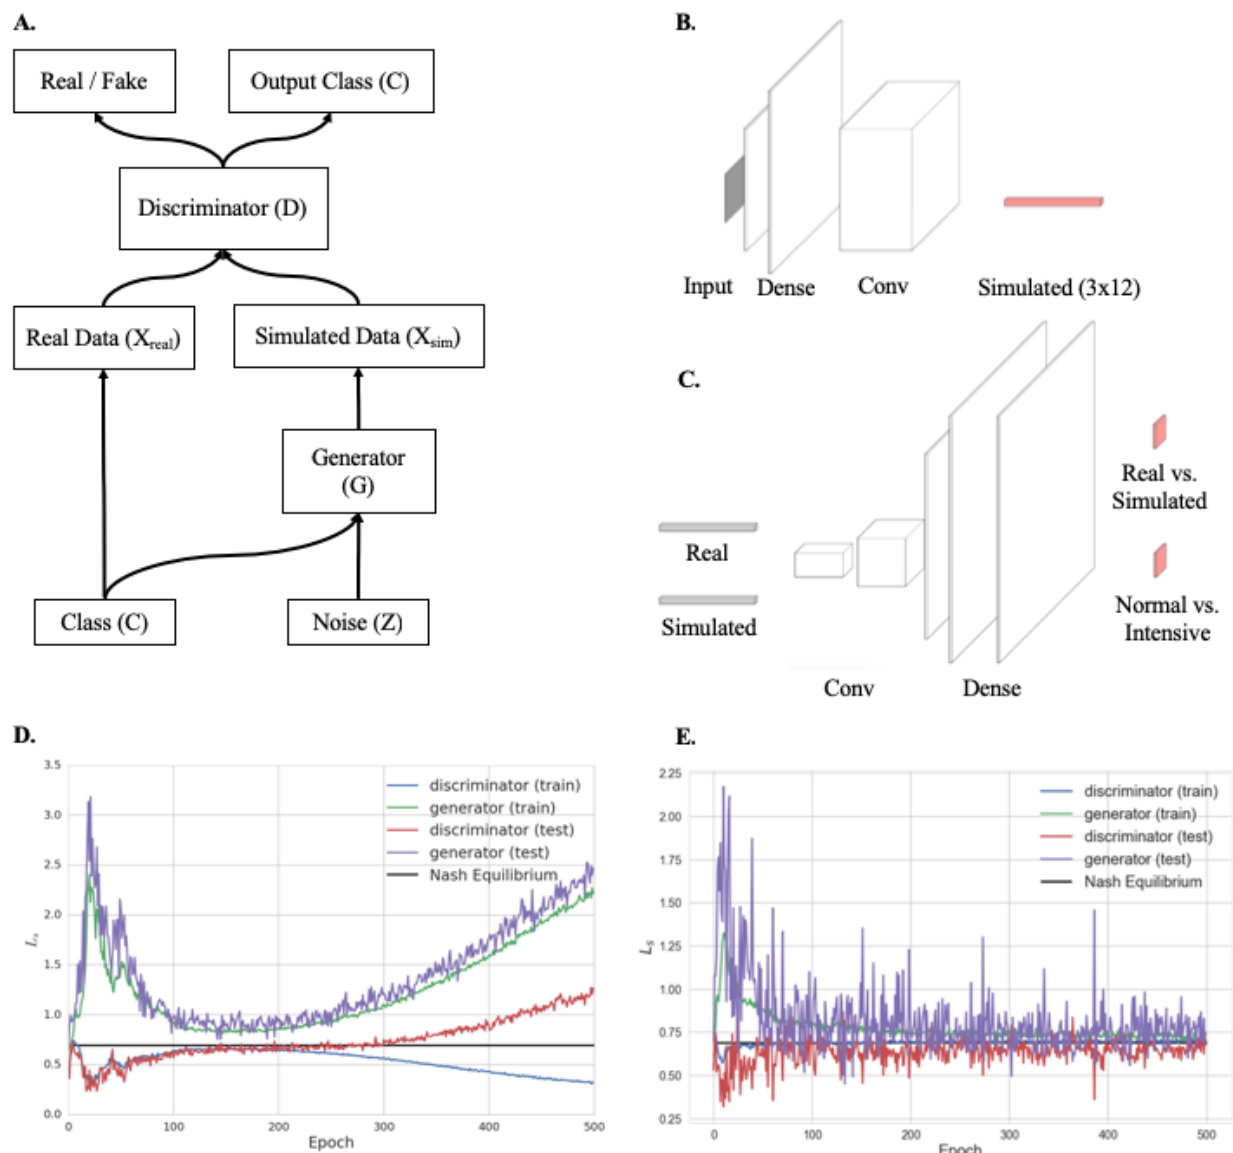 A.
Real / Fake
Output Class (C)
Discriminator (D)
Real Data (Xreal)
Simulated Data (Xsim)
Generator
(G)
Class (C)
Noise (Z)
B.
Input
Dense
Conv
Simulated (3x12)
C.
Real
Simulated
Conv
Dense
Real vs.
Simulated
Normal vs.
Intensive
D.
3.5
3.0
2.5
2.0
1.5
1.0
0.5
0.0
Ls
discriminator (train)
generator (train)
discriminator (test)
generator (test)
Nash Equilibrium
0
100
200
300
400
500
Epoch
E.
2.25
2.00
1.75
1.50
1.25
1.00
0.75
0.50
0.25
Ls
discriminator (train)
generator (train)
discriminator (test)
generator (test)
Nash Equilibrium
0
100
200
300
400
500
Epoch